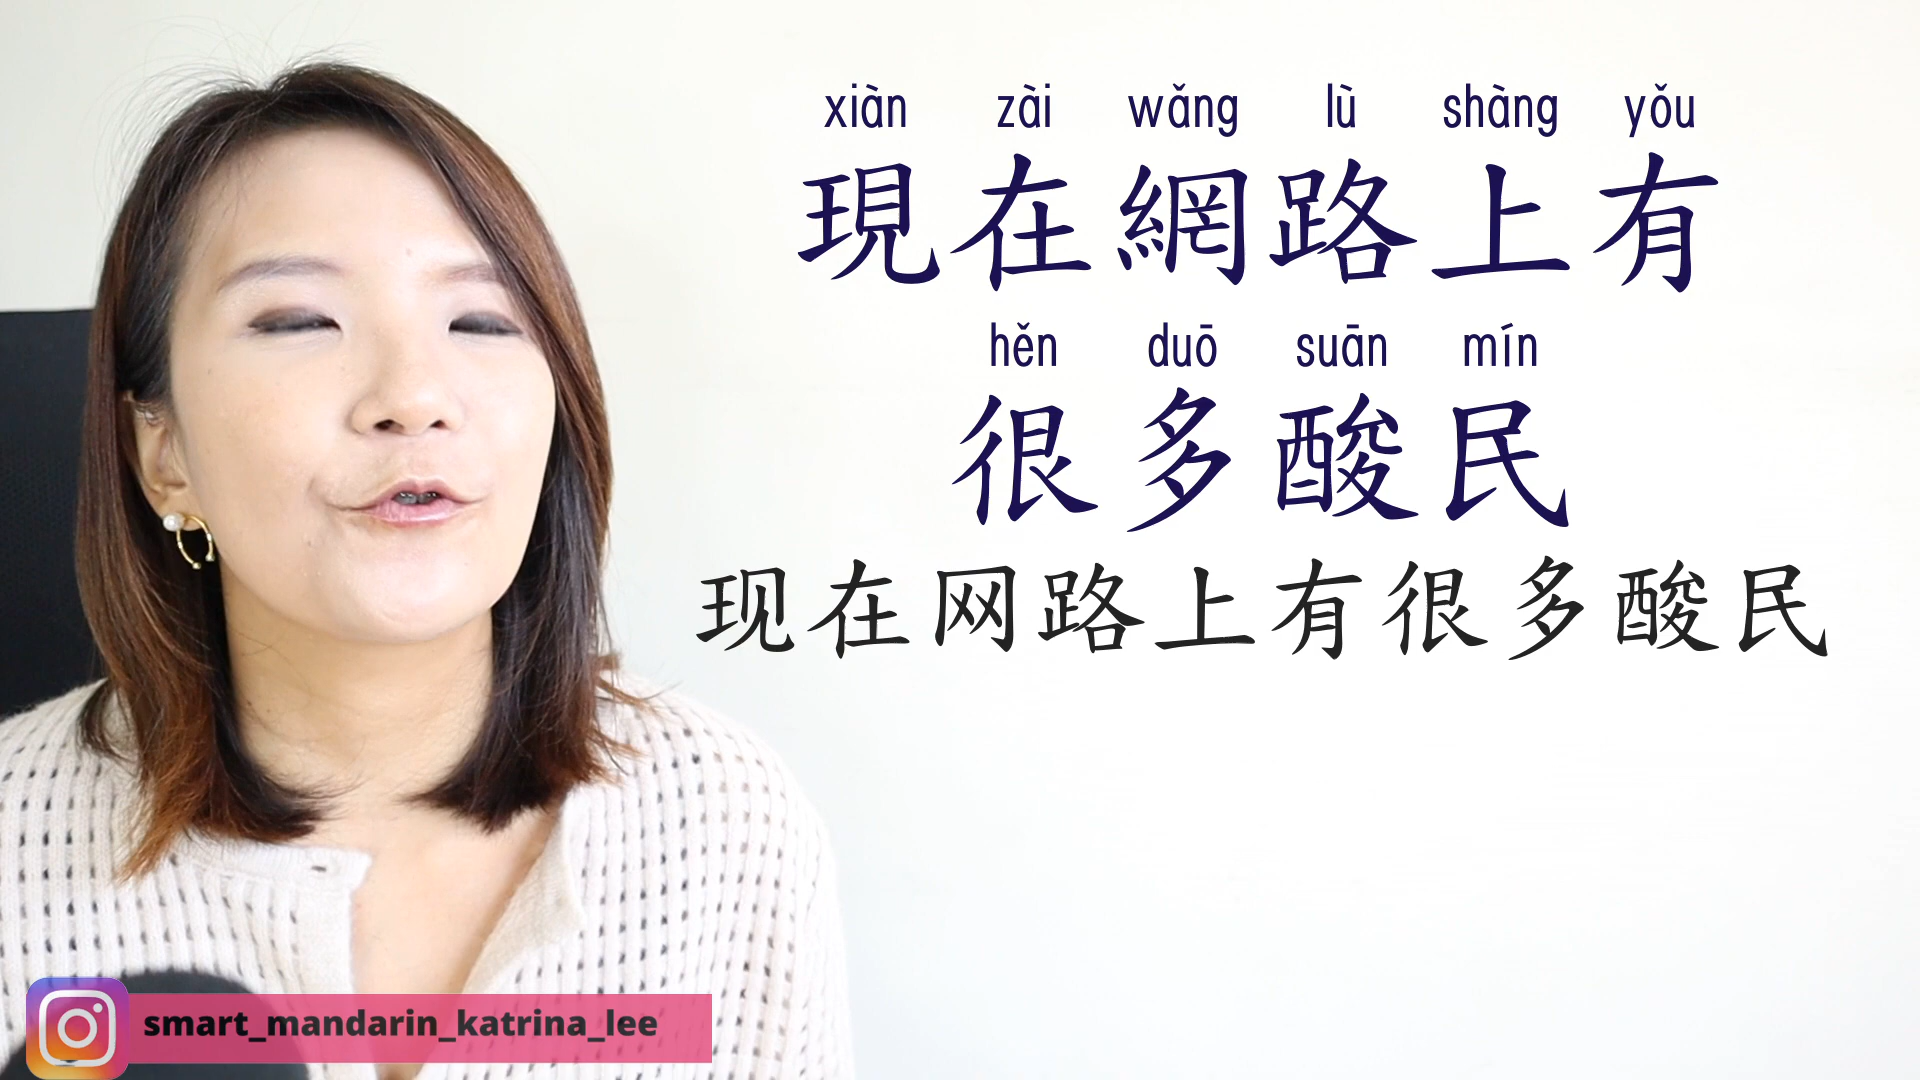 xiàn zài wǎng lù shàng yǒu
現在網路上有
hěn duō suān mín
很多酸民
现在网路上有很多酸民
smart_mandarin_katrina_lee